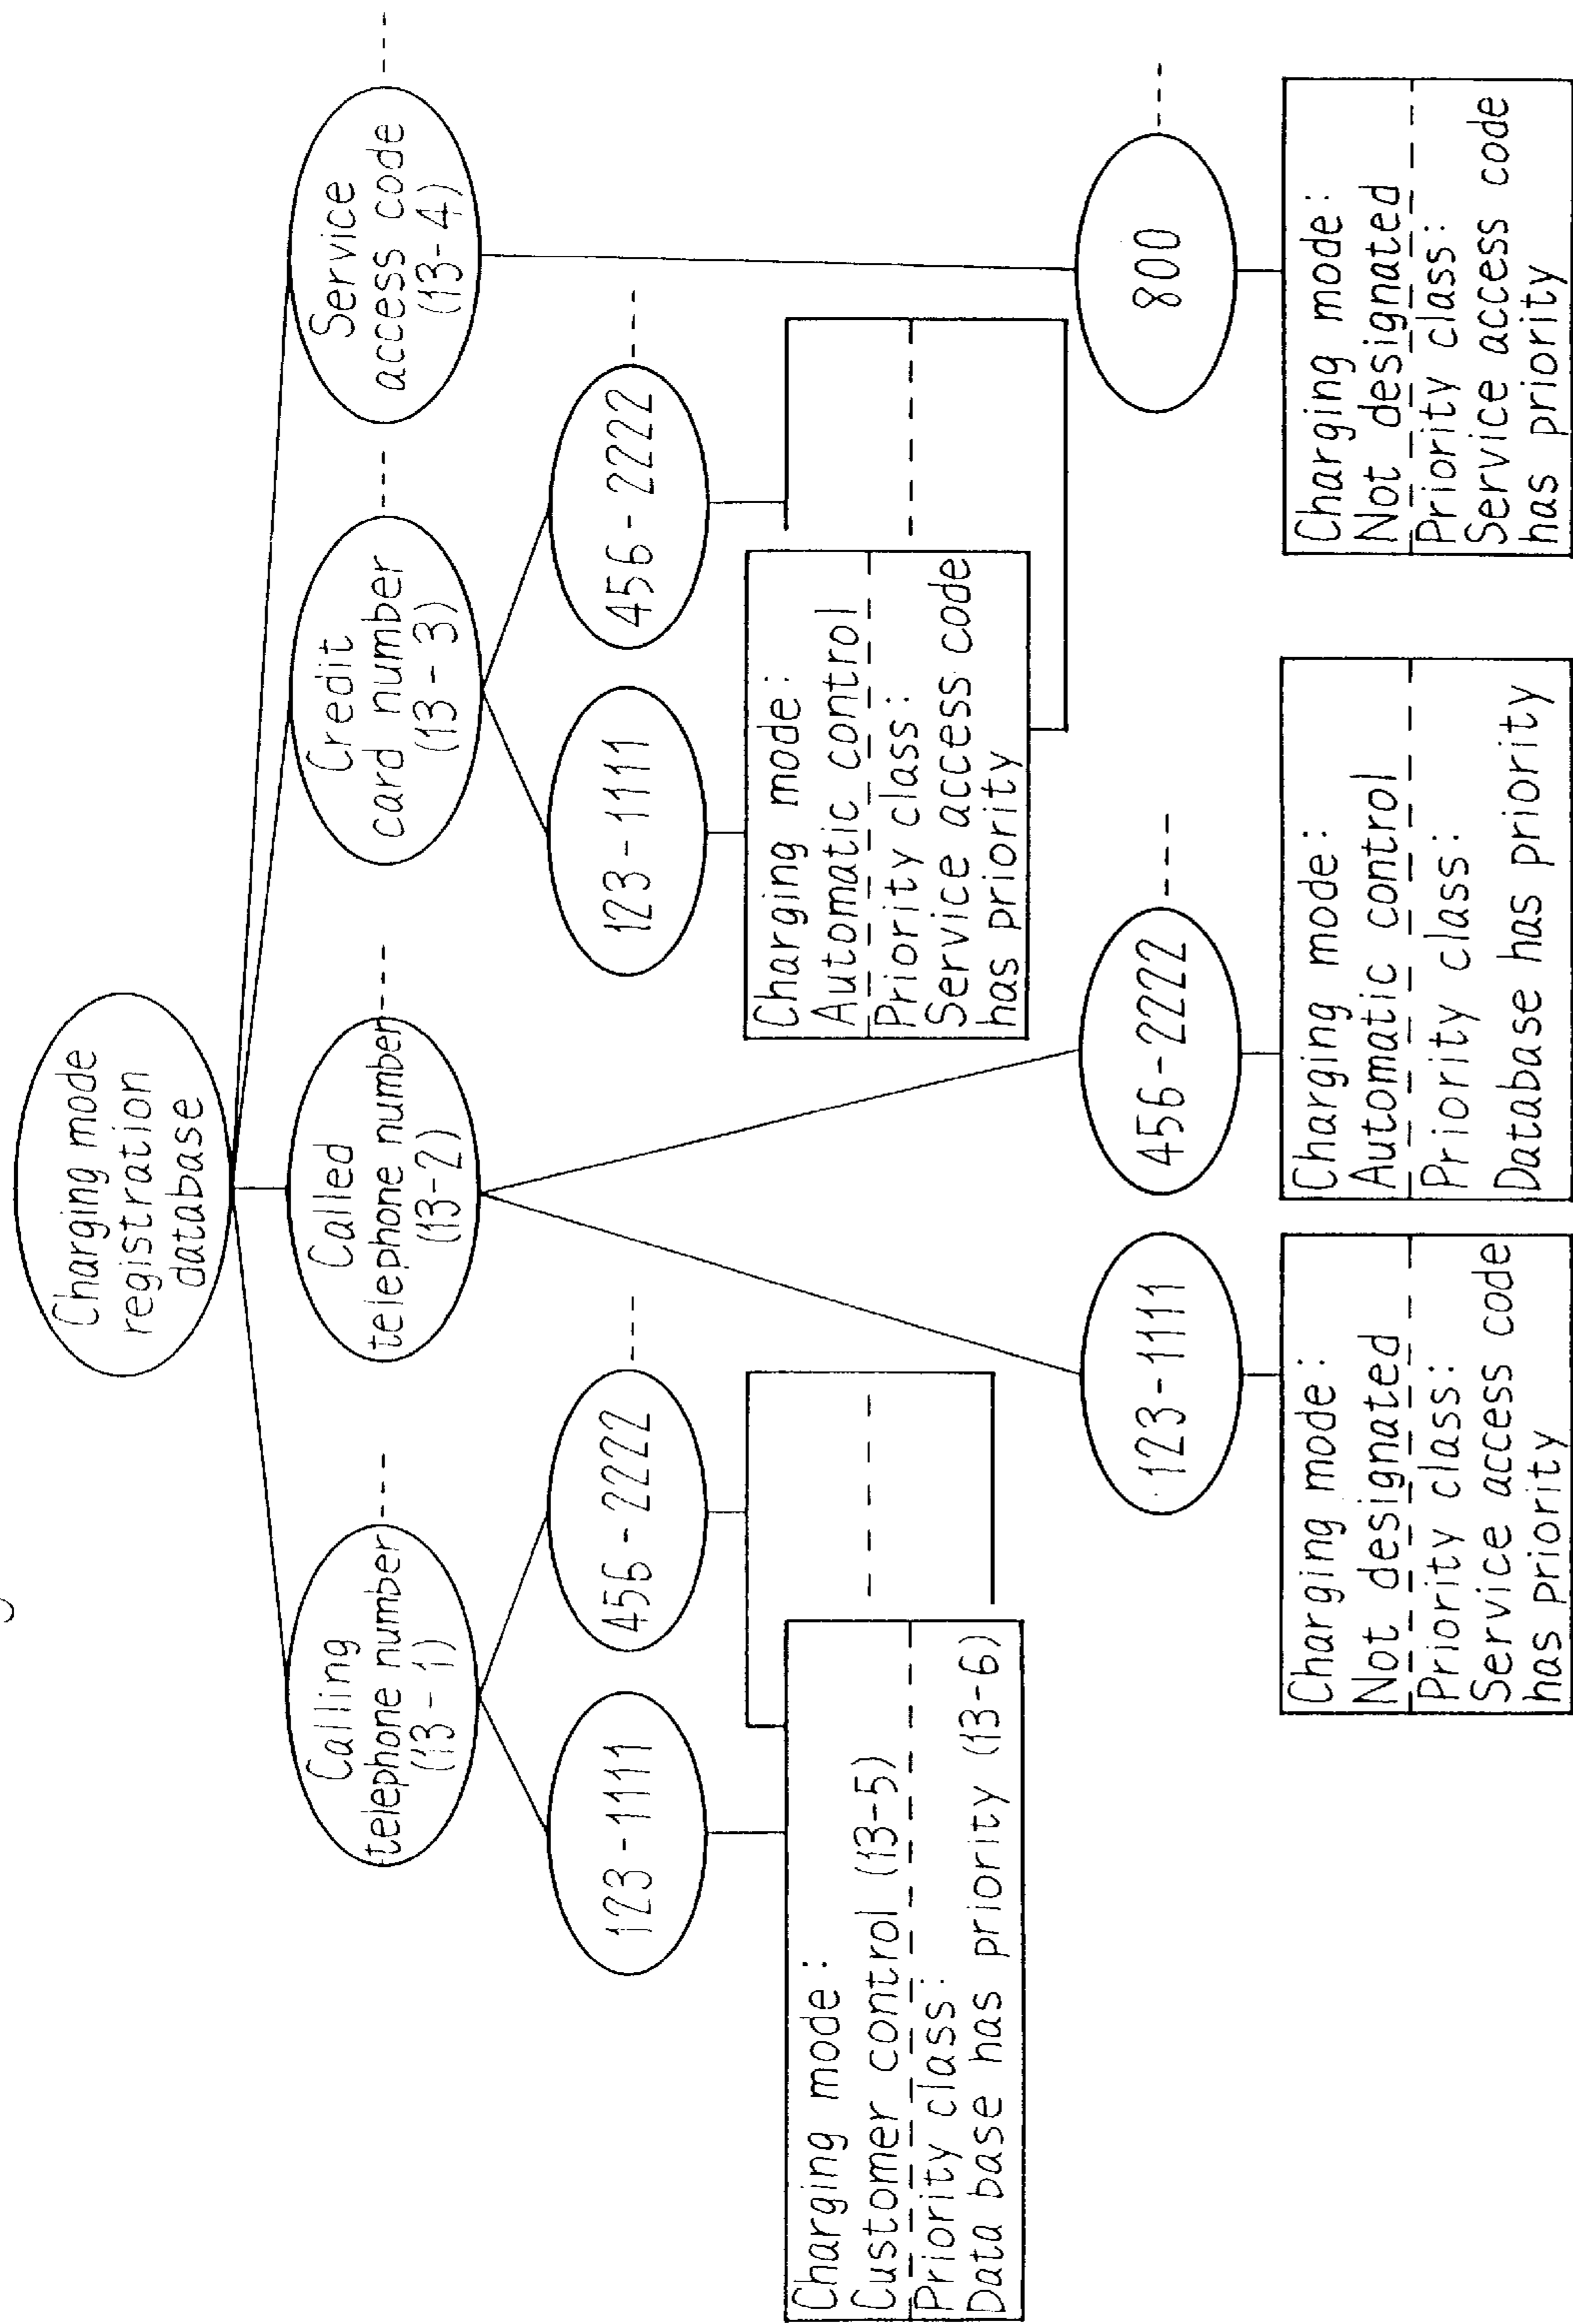 Charging mode
registration
database
Calling
telephone number
(13-1)
Called
telephone number
(13-2)
Credit
card number
(13-3)
Service
access code
(13-4)
123-1111
456-2222
123-1111
456-2222
Charging mode:
Customer control (13-5)
Priority class:
Data base has priority (13-6)
Charging mode:
Automatic control
Priority class:
Service access code
has priority
123-1111
456-2222
800
Charging mode:
Not designated
Priority class:
Service access code
has priority
Charging mode:
Automatic control
Priority class:
Database has priority
Charging mode:
Not designated
Priority class:
Service access code
has priority